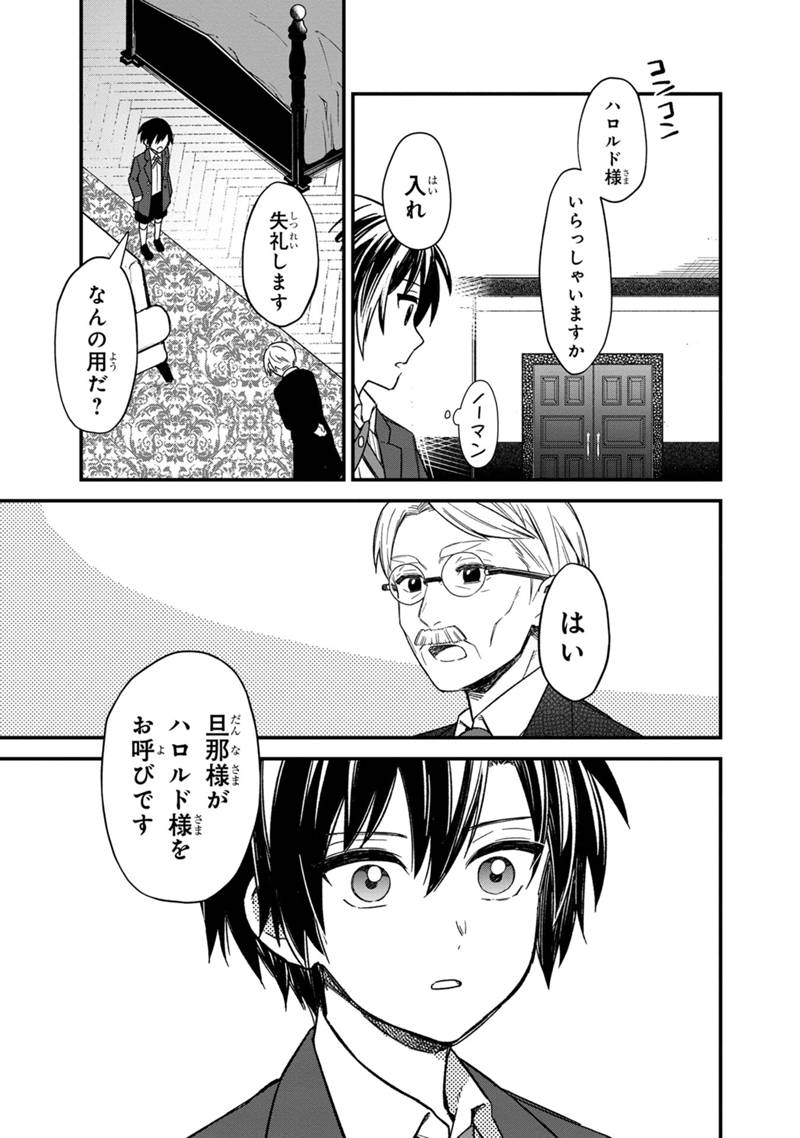 コンコン
ハロルド様
いらっしゃいますか
ノーマン
入れ
失礼します
なんの用だ？
はい
旦那様が
ハロルド様を
お呼びです